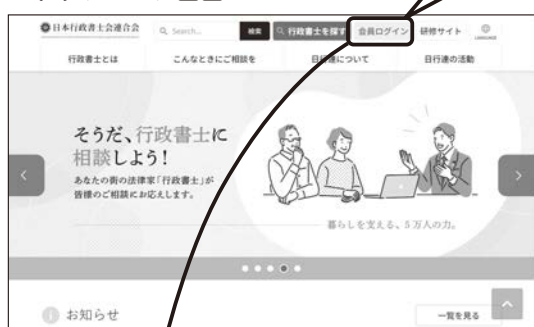 日本行政書士会連合会
Search...
検索
行政書士を探す
会員ログイン
研修サイト
LANGUAGE
行政書士とは
こんなときにご相談を
日行連について
日行連の活動
そうだ、行政書士に
相談しよう!
あなたの街の法律家「行政書士」が
皆様のご相談にお応えします。
暮らしを支える、5万人の力。
お知らせ
一覧を見る